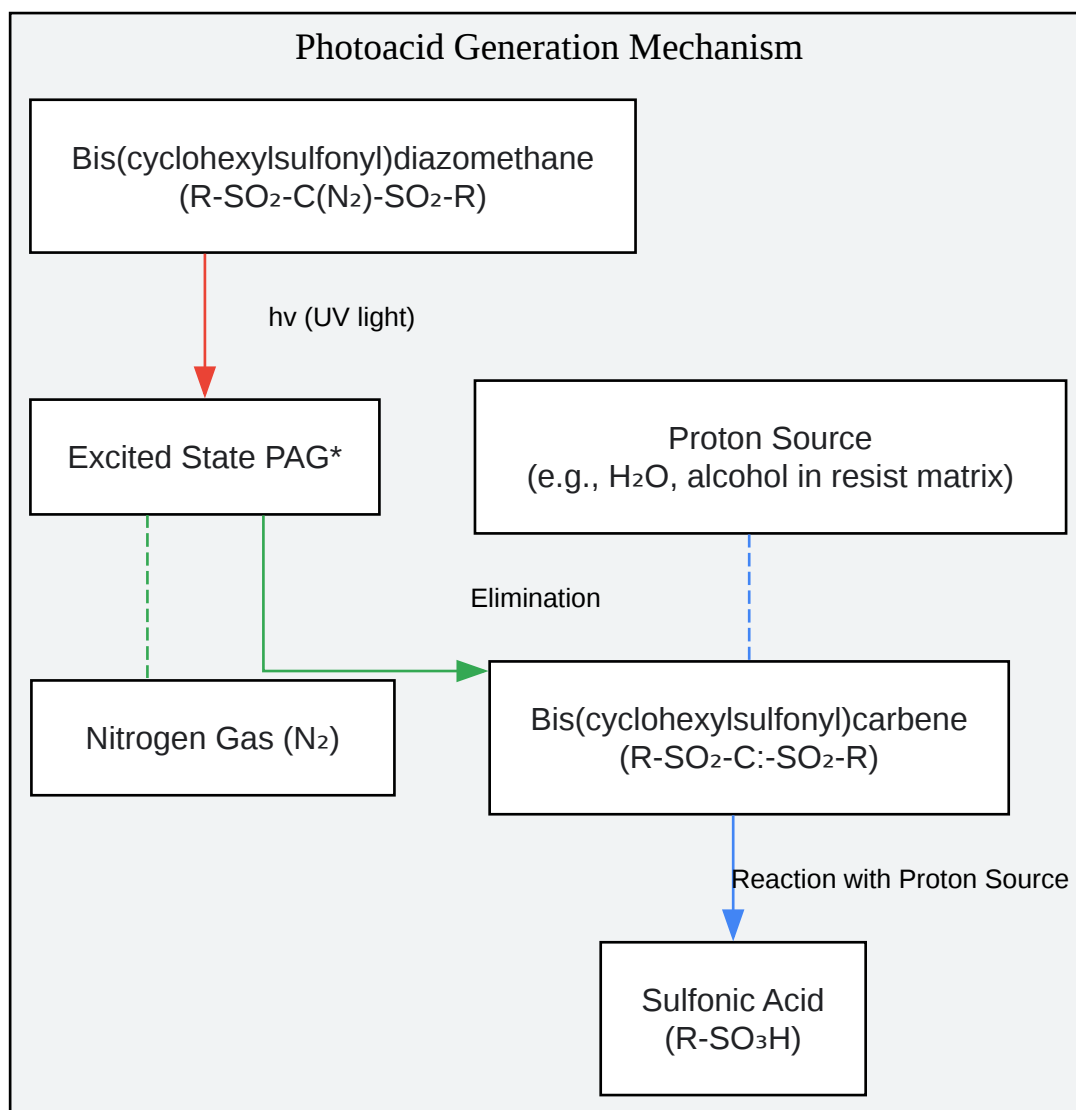 Photoacid Generation Mechanism
Bis(cyclohexylsulfonyl)diazomethane
(R-SO₂-C(N₂)-SO₂-R)
hv (UV light)
Excited State PAG*
Proton Source
(e.g., H₂O, alcohol in resist matrix)
Elimination
Nitrogen Gas (N₂)
Bis(cyclohexylsulfonyl)carbene
(R-SO₂-C:-SO₂-R)
Reaction with Proton Source
Sulfonic Acid
(R-SO₃H)